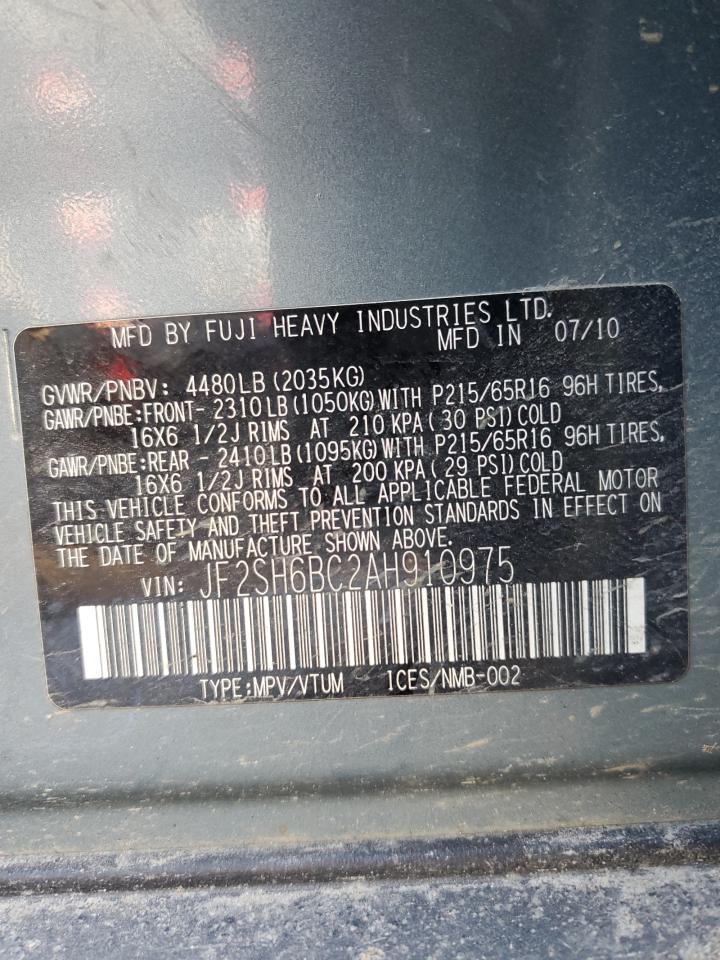 MFD BY FUJI HEAVY INDUSTRIES LTD.
MFD IN 07/10
GVWR/PNBV: 4480LB (2035KG)
GAWR/PNBE:FRONT- 2310LB (1050KG)WITH P215/65R16 96H TIRES,
16X6 1/2J RIMS AT 210 KPA(30 PSI)COLD
GAWR/PNBE:REAR - 2410LB (1095KG)WITH P215/65R16 96H TIRES,
16X6 1/2J RIMS AT 200 KPA(29 PSI)COLD
THIS VEHICLE CONFORMS TO ALL APPLICABLE FEDERAL MOTOR
VEHICLE SAFETY AND THEFT PREVENTION STANDARDS IN EFFECT ON
THE DATE OF MANUFACTURE SHOWN ABOVE.
VIN: JF2SH6BC2AH910975
TYPE:MPV/VTUM ICES/NMB-002